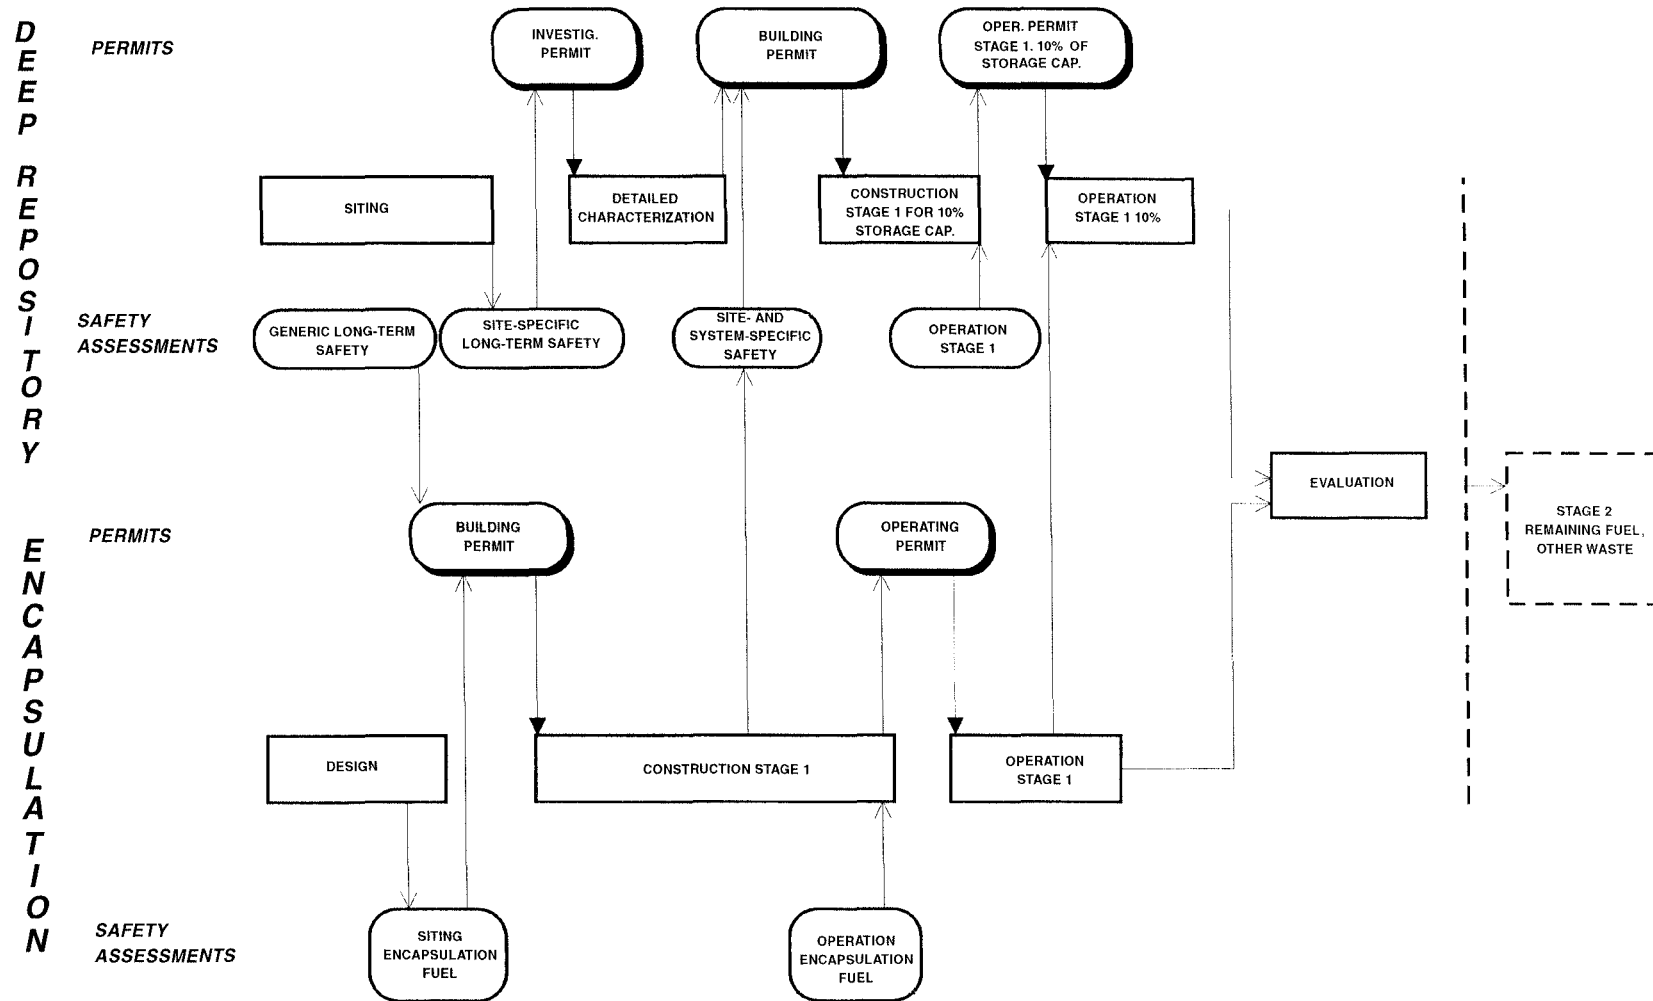 DEEP REPOSITORY
PERMITS
INVESTIG.
PERMIT
BUILDING
PERMIT
OPER. PERMIT
STAGE 1. 10% OF
STORAGE CAP.
SITING
DETAILED
CHARACTERIZATION
CONSTRUCTION
STAGE 1 FOR 10%
STORAGE CAP.
OPERATION
STAGE 1 10%
SAFETY
ASSESSMENTS
GENERIC LONG-TERM
SAFETY
SITE-SPECIFIC
LONG-TERM SAFETY
SITE- AND
SYSTEM-SPECIFIC
SAFETY
OPERATION
STAGE 1
EVALUATION
STAGE 2
REMAINING FUEL,
OTHER WASTE
ENCAPSULATION
PERMITS
BUILDING
PERMIT
OPERATING
PERMIT
DESIGN
CONSTRUCTION STAGE 1
OPERATION
STAGE 1
SAFETY
ASSESSMENTS
SITING
ENCAPSULATION
FUEL
OPERATION
ENCAPSULATION
FUEL